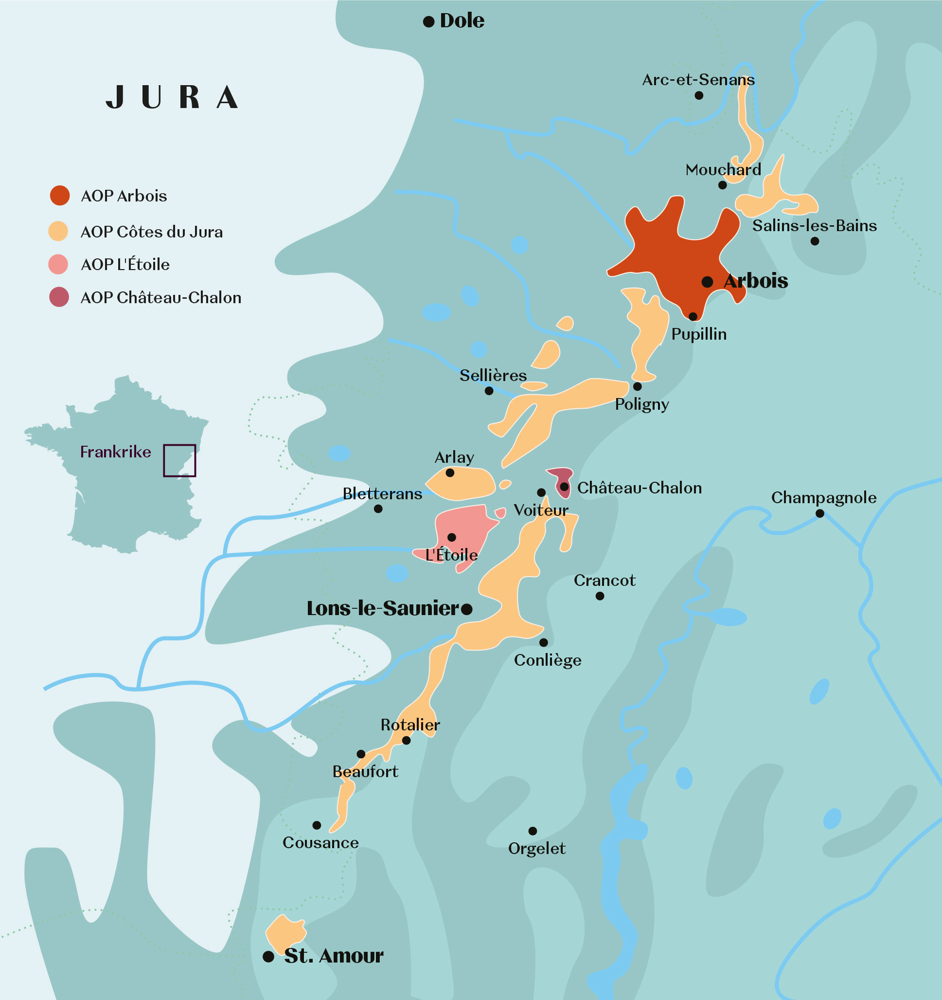 Dole
Arc-et-Senans
JURA
Mouchard
AOP Arbois
AOP Côtes du Jura
Salins-les-Bains
AOP L'Étoile
Arbois
AOP Château-Chalon
Pupillin
Sellières
Poligny
Frankrike
Arlay
Château-Chalon
Bletterans
Champagnole
Voiteur
L'Étoile
Crancot
Lons-le-Saunier
Conliège
Rotalier
Beaufort
Cousance
Orgelet
St. Amour